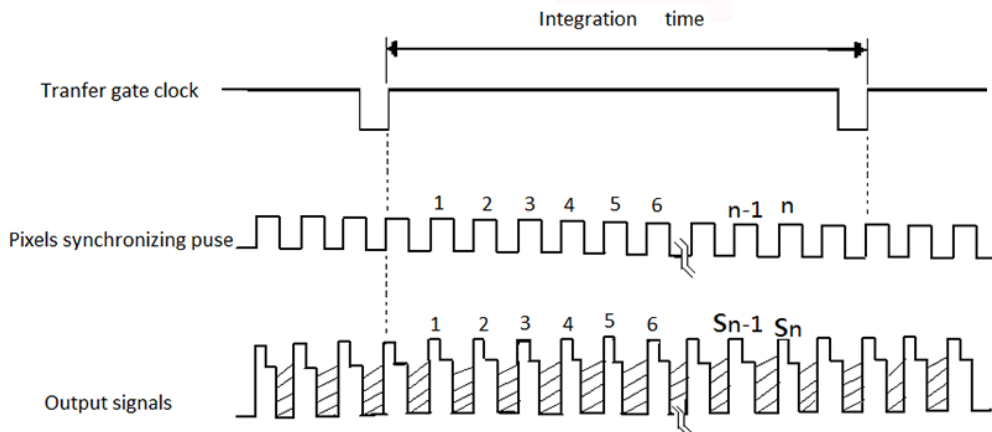 Integration time
Tranfer gate clock
1 2 3 4 5 6 n-1 n
Pixels synchronizing puse
1 2 3 4 5 6 Sn-1 Sn
Output signals